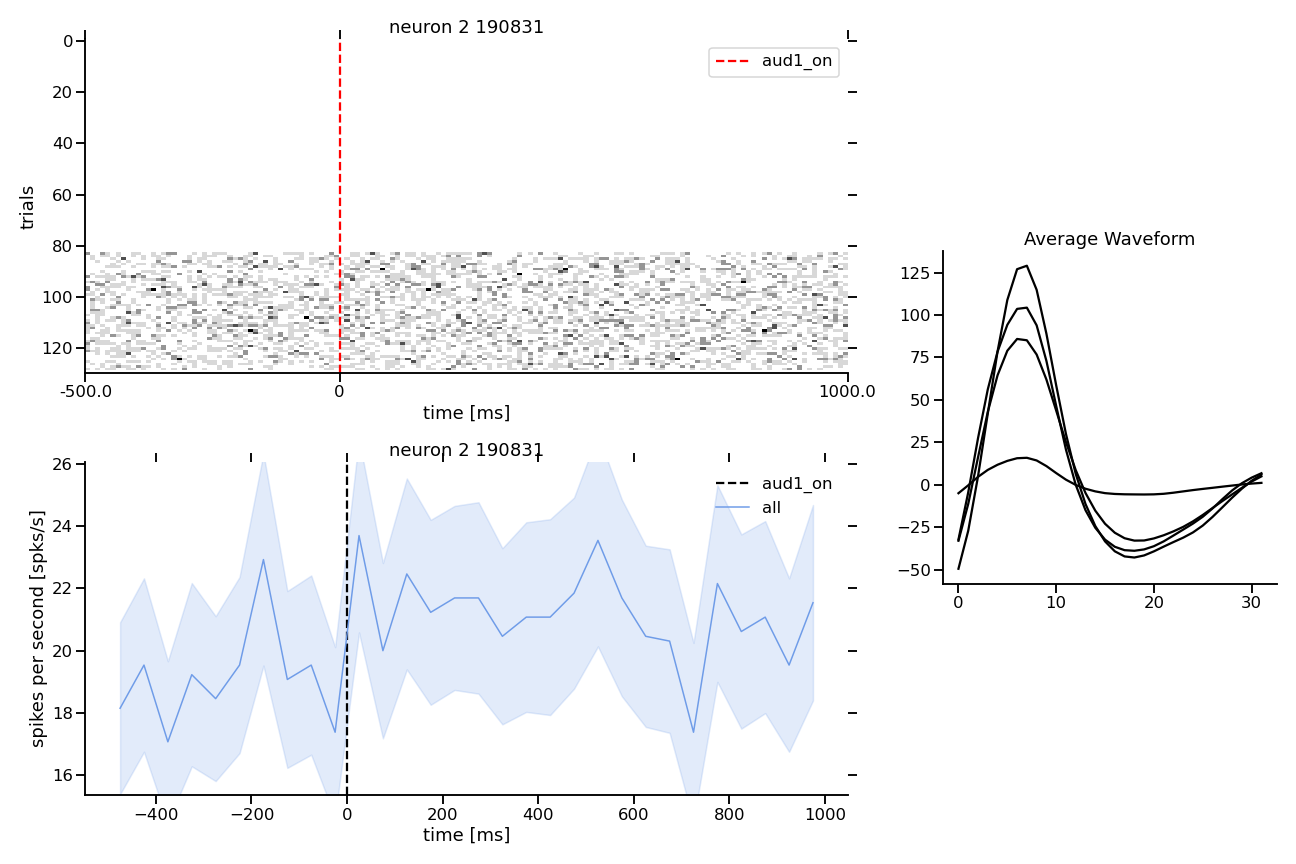 neuron 2 190831
0
20
40
60
80
100
120
trials
aud1_on
-500.0 0 1000.0
time [ms]
neuron 2 190831
26
24
22
20
18
16
spikes per second [spks/s]
aud1_on
all
−400 −200 0 200 400 600 800 1000
time [ms]
Average Waveform
125
100
75
50
25
0
−25
−50
0 10 20 30